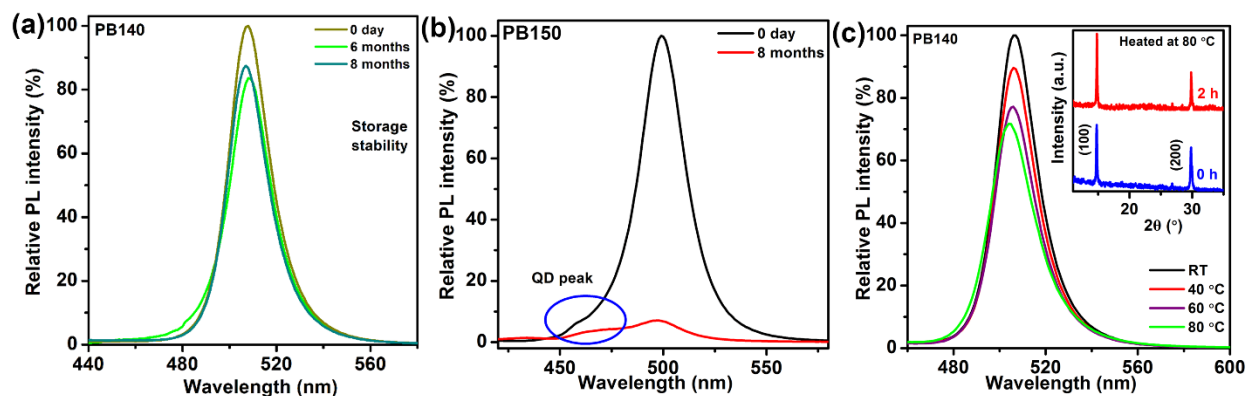 (a)
PB140
0 day
6 months
8 months
Storage
stability
Relative PL intensity (%)
100
80
60
40
20
0
440
480
520
560
Wavelength (nm)
(b)
PB150
0 day
8 months
QD peak
Relative PL intensity (%)
100
80
60
40
20
0
450
500
550
Wavelength (nm)
(c)
PB140
Heated at 80 °C
2 h
0 h
(100)
(200)
Intensity (a.u.)
20
30
2θ (°)
RT
40 °C
60 °C
80 °C
Relative PL intensity (%)
100
80
60
40
20
0
480
520
560
600
Wavelength (nm)